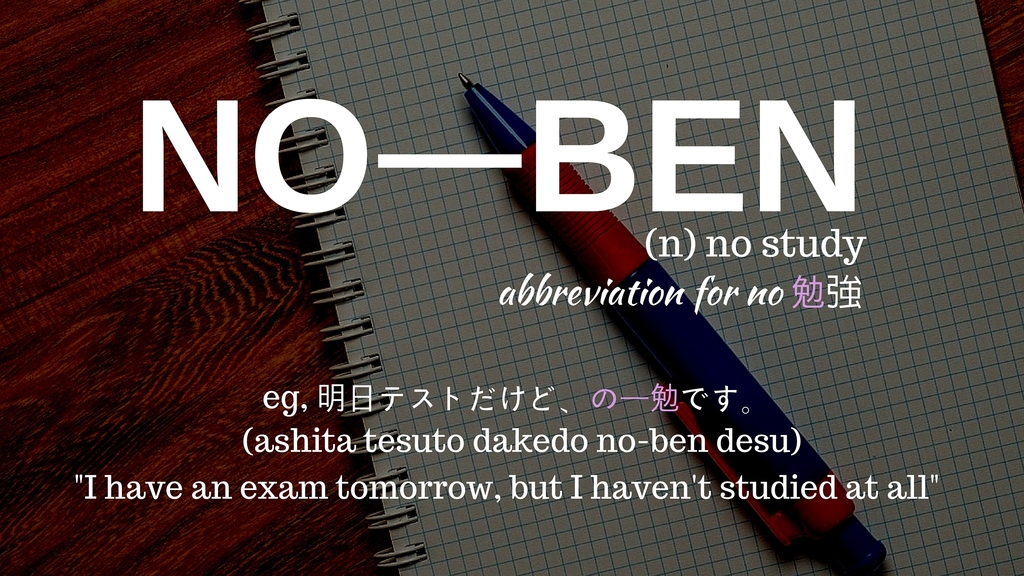 NO—BEN
(n) no study
abbreviation for no 勉強
eg, 明日テストだけど、の一勉です。
(ashita tesuto dakedo no-ben desu)
"I have an exam tomorrow, but I haven't studied at all"